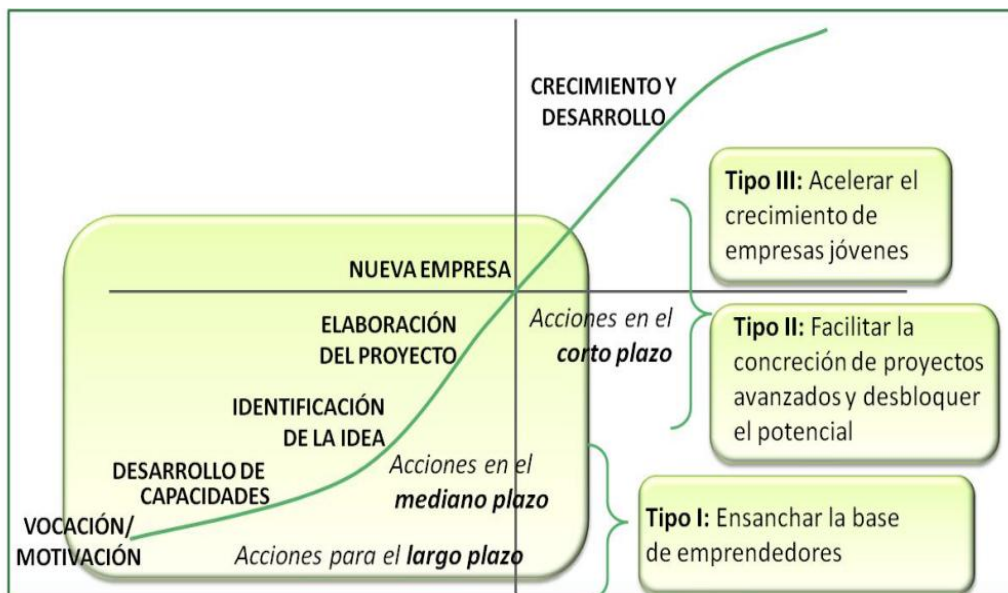 CRECIMIENTO Y
DESARROLLO
Tipo III: Acelerar el
crecimiento de
empresas jóvenes
NUEVA EMPRESA
ELABORACIÓN
DEL PROYECTO
Acciones en el
corto plazo
Tipo II: Facilitar la
concreción de proyectos
avanzados y desbloquer
el potencial
IDENTIFICACIÓN
DE LA IDEA
DESARROLLO DE
CAPACIDADES
Acciones en el
mediano plazo
VOCACIÓN/
MOTIVACIÓN
Acciones para el largo plazo
Tipo I: Ensanchar la base
de emprendedores